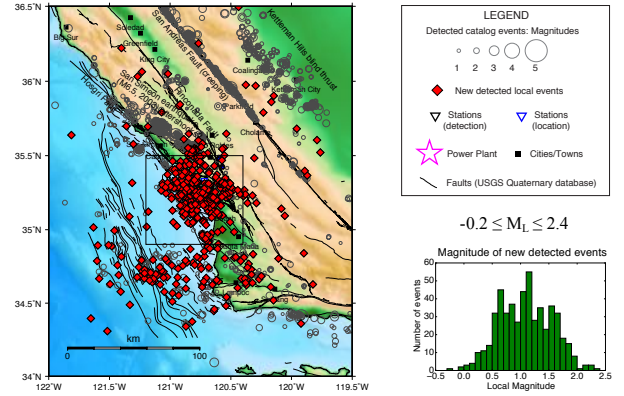 36.5˚N
36˚N
35.5˚N
35˚N
34.5˚N
34˚N
122˚W
121.5˚W
121˚W
120.5˚W
120˚W
119.5˚W
Big Sur
Soledad
Greenfield
King City
San Andreas Fault (creeping)
Kettleman Hills blind thrust
Coalinga
Kettleman City
Parkfield
Cholame
km
0
100
LEGEND
Detected catalog events: Magnitudes
1 2 3 4 5
New detected local events
Stations
(detection)
Stations
(location)
Power Plant
Cities/Towns
Faults (USGS Quaternary database)
-0.2 ≤ M_L ≤ 2.4
Magnitude of new detected events
Number of events
60
50
40
30
20
10
0
−0.5 0.0 0.5 1.0 1.5 2.0 2.5
Local Magnitude